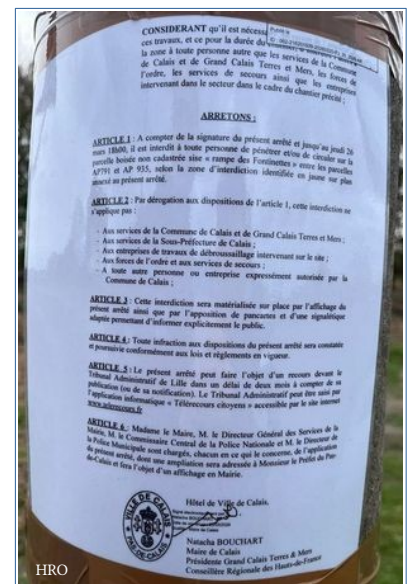 CONSIDERANT qu'il est nécess
ces travaux, et ce pour la durée du
la zone à toute personne autre que les services de la Commune
de Calais et de Grand Calais Terres et Mers, les forces de
l'ordre, les services de secours ainsi que les entreprises
intervenant dans le secteur dans le cadre du chantier précité ;
ARRETONS :
ARTICLE 1 : A compter de la signature du présent arrêté et jusqu'au jeudi 26
mars 18h00, il est interdit à toute personne de pénétrer et/ou de circuler sur la
parcelle boisée non cadastrée sise « rampe des Fontinettes » entre les parcelles
AP791 et AP 935, selon la zone d'interdiction identifiée en jaune sur plan
annexé au présent arrêté.
ARTICLE 2 : Par dérogation aux dispositions de l'article 1, cette interdiction ne
s'applique pas :
- Aux services de la Commune de Calais et de Grand Calais Terres et Mers ;
- Aux services de la Sous-Préfecture de Calais ;
- Aux entreprises de travaux de débroussaillage intervenant sur le site ;
- Aux forces de l'ordre et aux services de secours ;
- A toute autre personne ou entreprise expressément autorisée par la
Commune de Calais ;
ARTICLE 3 : Cette interdiction sera matérialisée sur place par l'affichage du
présent arrêté ainsi que par l'apposition de pancartes et d'une signalétique
adaptée permettant d'informer explicitement le public.
ARTICLE 4 : Toute infraction aux dispositions du présent arrêté sera constatée
et poursuivie conformément aux lois et règlements en vigueur.
ARTICLE 5 : Le présent arrêté peut faire l'objet d'un recours devant le
Tribunal Administratif de Lille dans un délai de deux mois à compter de sa
publication (ou de sa notification). Le Tribunal Administratif peut être saisi par
l'application informatique « Télérecours citoyens » accessible par le site internet
www.telerecours.fr
ARTICLE 6 : Madame le Maire, M. le Directeur Général des Services de la
Mairie, M. le Commissaire Central de la Police Nationale et M. le Directeur de
la Police Municipale sont chargés, chacun en ce qui le concerne, de l'application
de présent arrêté, dont une ampliation sera adressée à Monsieur le Préfet du Pas-
de-Calais et fera l'objet d'un affichage en Mairie.
Hôtel de Ville de Calais,
VILLE DE CALAIS
PAS-DE-CALAIS
Natacha BOUCHART
Maire de Calais
Présidente Grand Calais Terres & Mers
Conseillère Régionale des Hauts-de-France
HRO